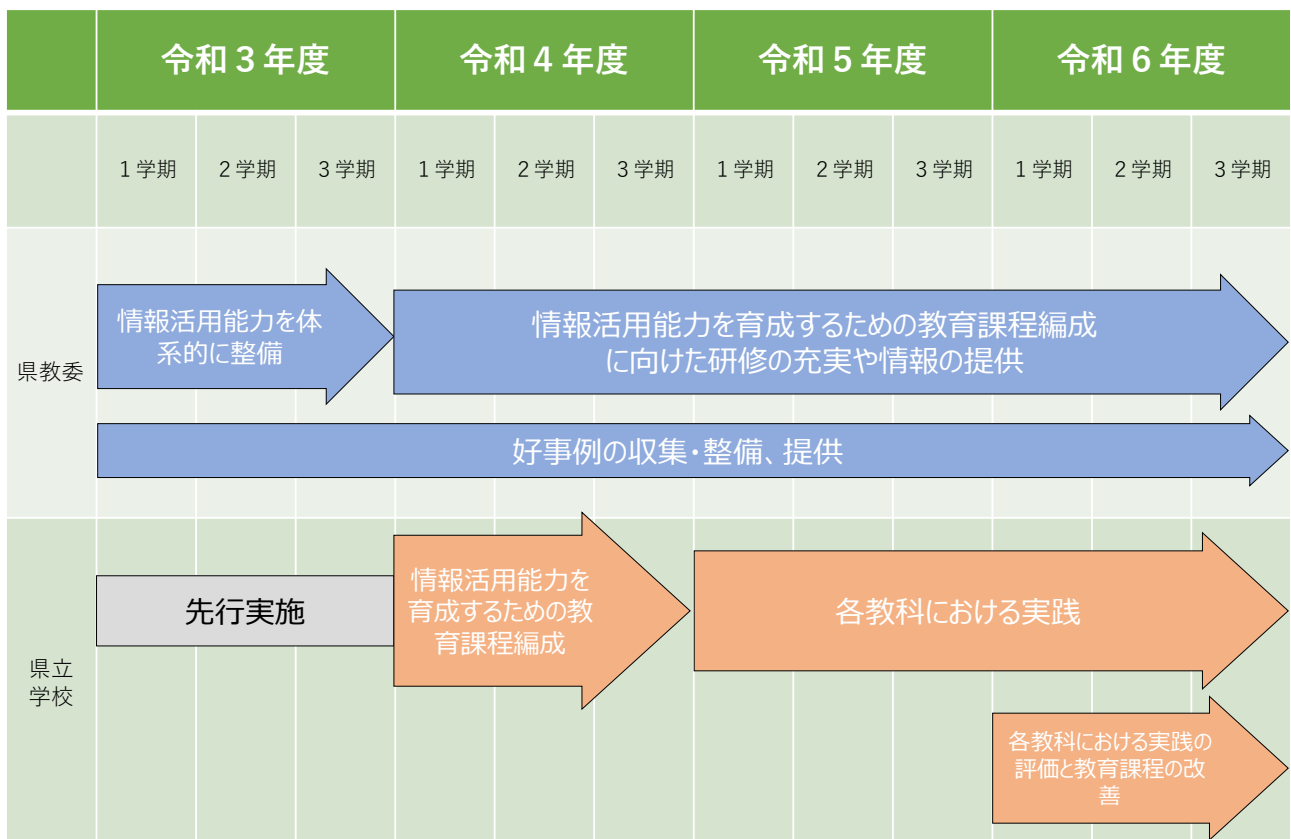 令和３年度
令和４年度
令和５年度
令和６年度
１学期
２学期
３学期
１学期
２学期
３学期
１学期
２学期
３学期
１学期
２学期
３学期
県教委
情報活用能力を体
系的に整備
情報活用能力を育成するための教育課程編成
に向けた研修の充実や情報の提供
好事例の収集・整備、提供
県立
学校
先行実施
情報活用能力を
育成するための教
育課程編成
各教科における実践
各教科における実践の
評価と教育課程の改
善